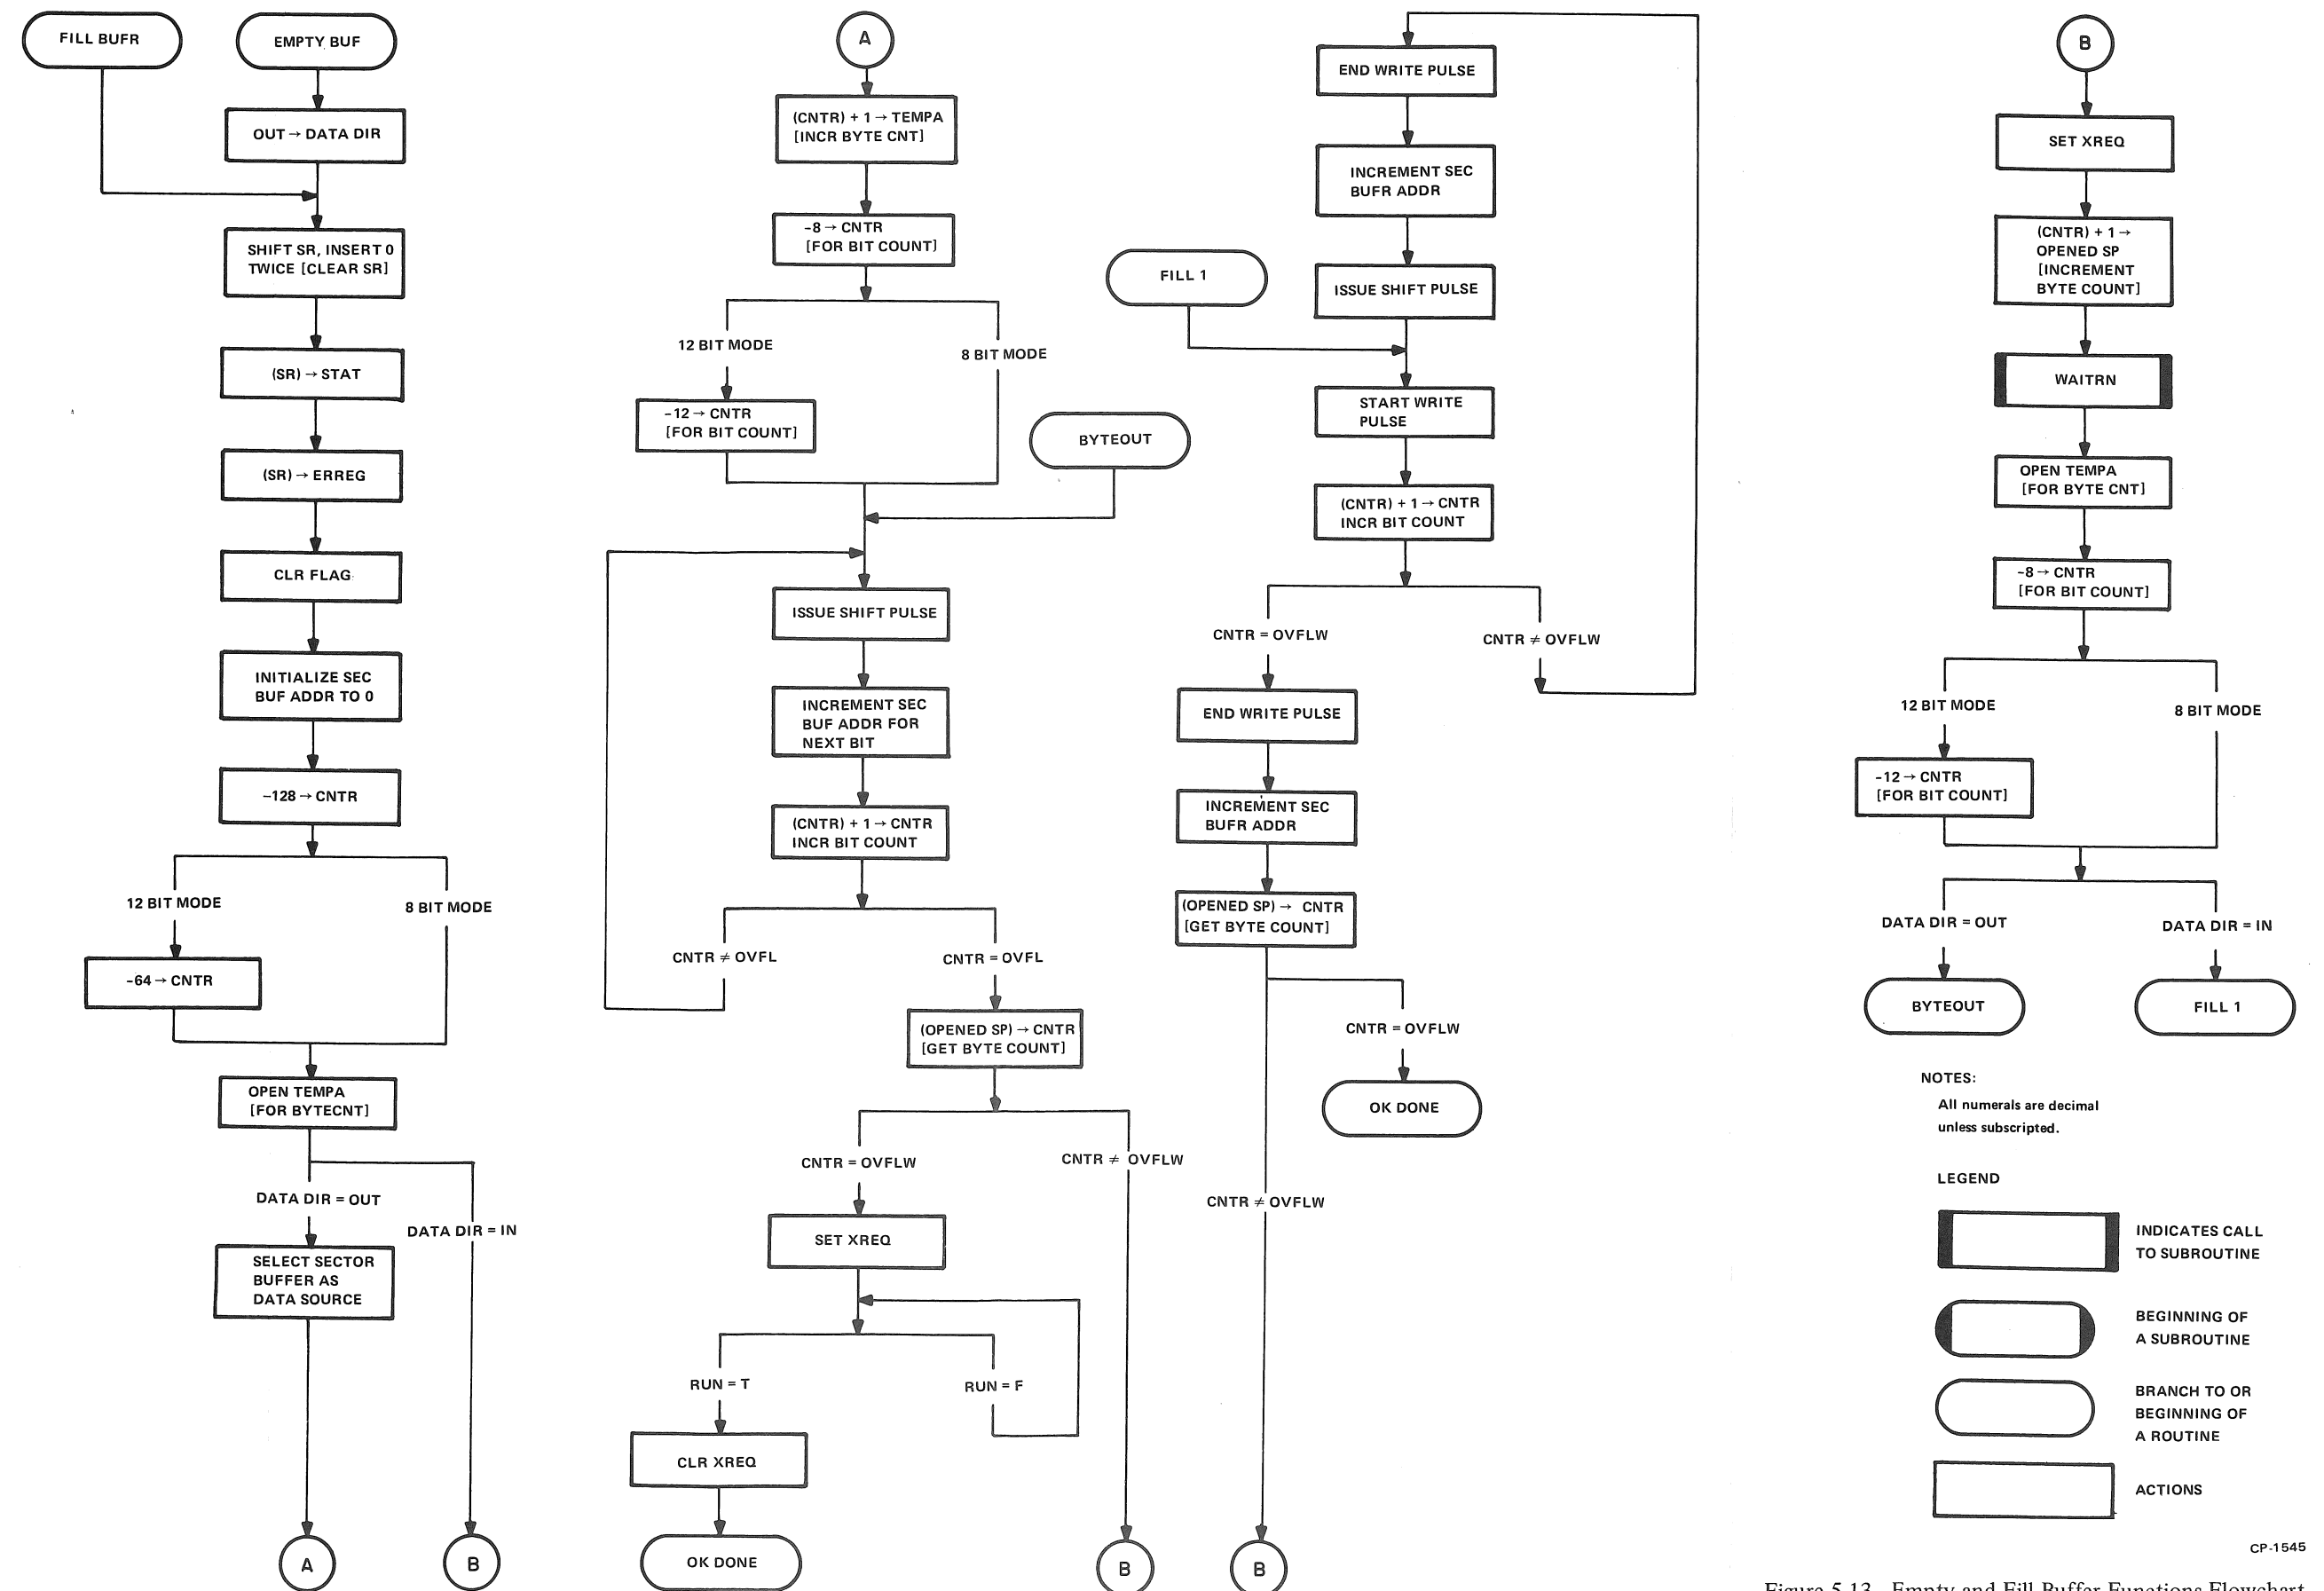 FILL BUFR
EMPTY BUF
OUT → DATA DIR
SHIFT SR, INSERT 0
TWICE [CLEAR SR]
(SR) → STAT
(SR) → ERREG
CLR FLAG
INITIALIZE SEC
BUF ADDR TO 0
-128 → CNTR
12 BIT MODE
8 BIT MODE
-64 → CNTR
OPEN TEMPA
[FOR BYTECNT]
DATA DIR = OUT
DATA DIR = IN
SELECT SECTOR
BUFFER AS
DATA SOURCE
A
B
A
(CNTR) + 1 → TEMPA
[INCR BYTE CNT]
-8 → CNTR
[FOR BIT COUNT]
12 BIT MODE
8 BIT MODE
-12 → CNTR
[FOR BIT COUNT]
BYTEOUT
ISSUE SHIFT PULSE
INCREMENT SEC
BUF ADDR FOR
NEXT BIT
(CNTR) + 1 → CNTR
INCR BIT COUNT
CNTR ≠ OVFL
CNTR = OVFL
(OPENED SP) → CNTR
[GET BYTE COUNT]
CNTR = OVFLW
CNTR ≠ OVFLW
SET XREQ
RUN = T
RUN = F
CLR XREQ
OK DONE
B
END WRITE PULSE
INCREMENT SEC
BUFR ADDR
FILL 1
ISSUE SHIFT PULSE
START WRITE
PULSE
(CNTR) + 1 → CNTR
INCR BIT COUNT
CNTR = OVFLW
CNTR ≠ OVFLW
END WRITE PULSE
INCREMENT SEC
BUFR ADDR
(OPENED SP) → CNTR
[GET BYTE COUNT]
CNTR = OVFLW
OK DONE
CNTR ≠ OVFLW
B
B
SET XREQ
(CNTR) + 1 →
OPENED SP
[INCREMENT
BYTE COUNT]
WAITRN
OPEN TEMPA
[FOR BYTE CNT]
-8 → CNTR
[FOR BIT COUNT]
12 BIT MODE
8 BIT MODE
-12 → CNTR
[FOR BIT COUNT]
DATA DIR = OUT
DATA DIR = IN
BYTEOUT
FILL 1
NOTES:
All numerals are decimal
unless subscripted.
LEGEND
INDICATES CALL
TO SUBROUTINE
BEGINNING OF
A SUBROUTINE
BRANCH TO OR
BEGINNING OF
A ROUTINE
ACTIONS
CP-1545
Figure 5-13 Empty and Fill Buffer Functions Flowchart